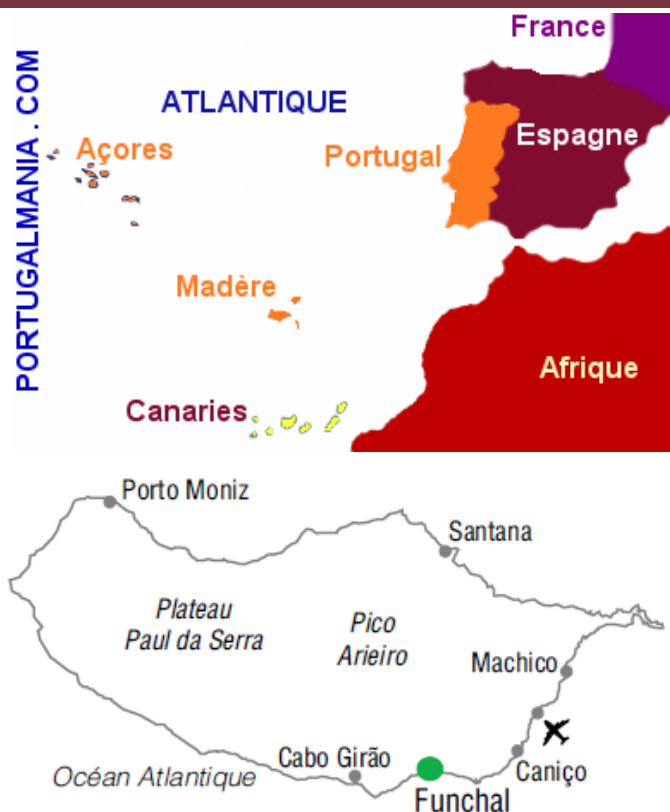 France
PORTUGALMANIA . COM
ATLANTIQUE
Açores
Portugal
Espagne
Madère
Afrique
Canaries
Porto Moniz
Santana
Plateau
Paul da Serra
Pico
Arieiro
Machico
Cabo Girão
Caniço
Océan Atlantique
Funchal